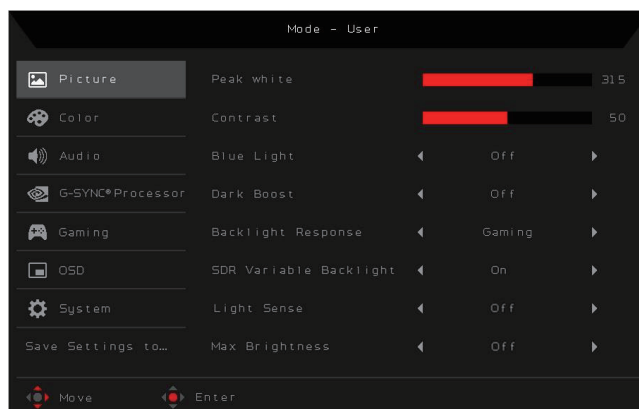 Mode - User
Picture
Peak white 315
Color
Contrast 50
Audio
Blue Light Off
G-SYNC® Processor
Dark Boost Off
Gaming
Backlight Response Gaming
OSD
SDR Variable Backlight On
System
Light Sense Off
Save Settings to...
Max Brightness Off
Move Enter